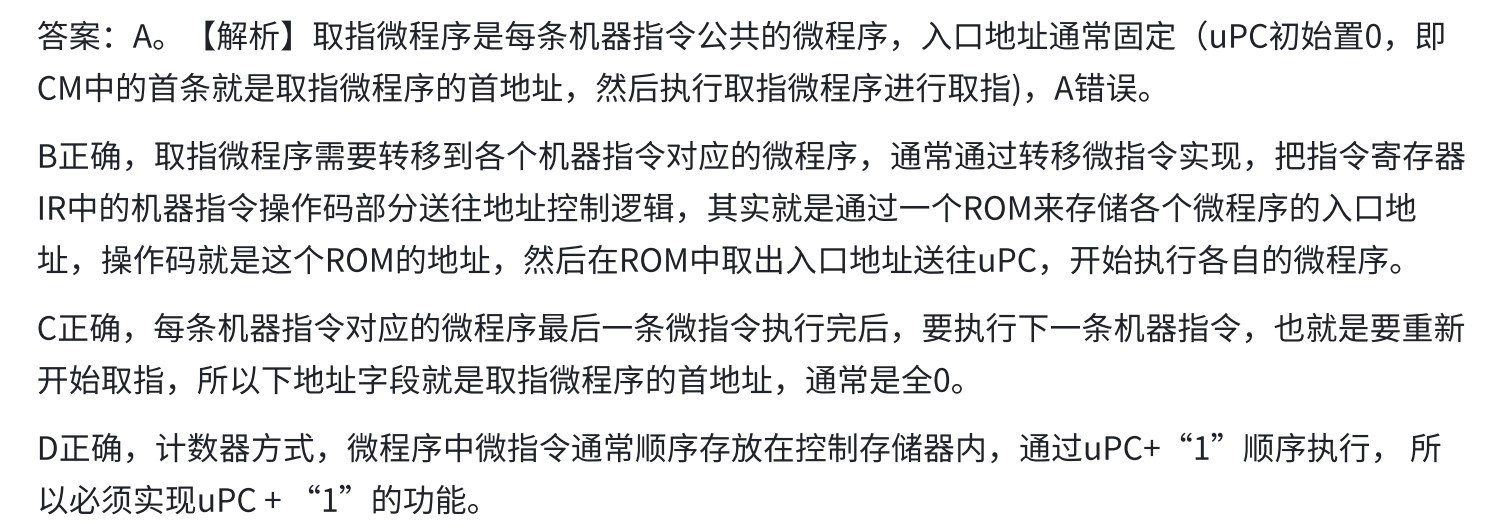 答案：A。【解析】取指微程序是每条机器指令公共的微程序，入口地址通常固定（uPC初始置0，即
CM中的首条就是取指微程序的首地址，然后执行取指微程序进行取指)，A错误。
B正确，取指微程序需要转移到各个机器指令对应的微程序，通常通过转移微指令实现，把指令寄存器
IR中的机器指令操作码部分送往地址控制逻辑，其实就是通过一个ROM来存储各个微程序的入口地
址，操作码就是这个ROM的地址，然后在ROM中取出入口地址送往uPC，开始执行各自的微程序。
C正确，每条机器指令对应的微程序最后一条微指令执行完后，要执行下一条机器指令，也就是要重新
开始取指，所以下地址字段就是取指微程序的首地址，通常是全0。
D正确，计数器方式，微程序中微指令通常顺序存放在控制存储器内，通过uPC+“1”顺序执行， 所
以必须实现uPC + “1”的功能。